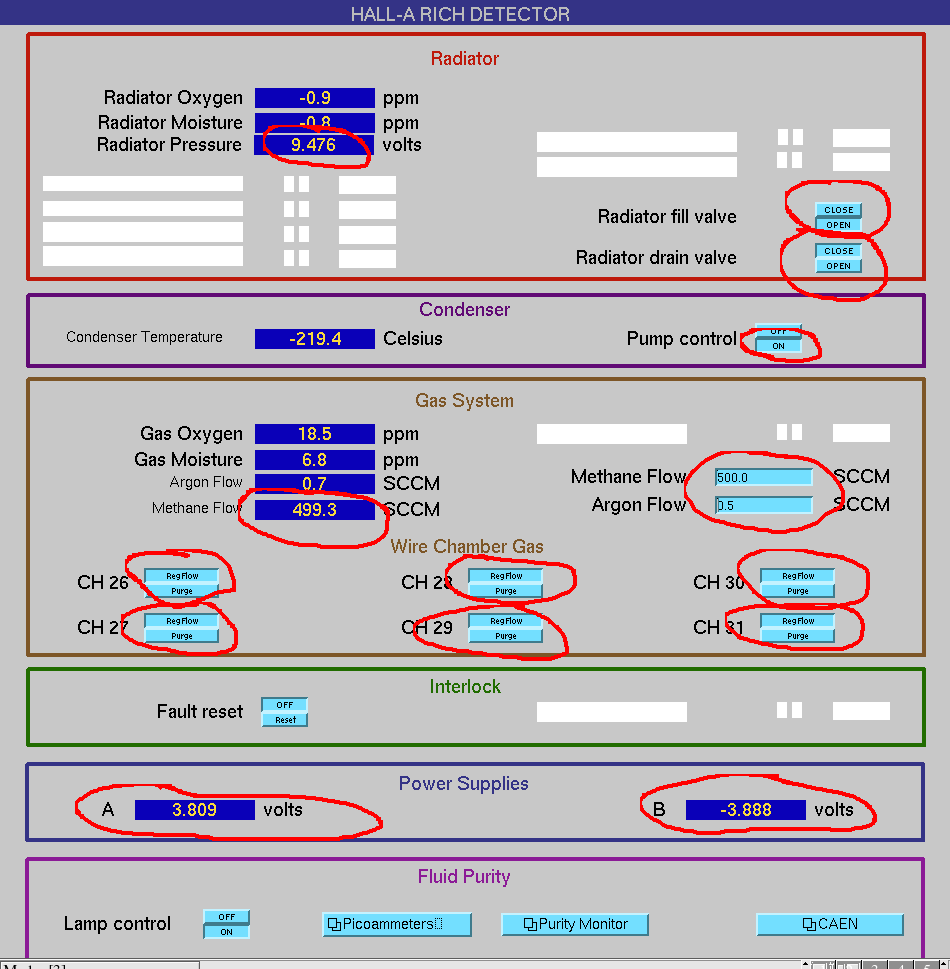 HALL-A RICH DETECTOR
Radiator
Radiator Oxygen -0.9 ppm
Radiator Moisture -0.8 ppm
Radiator Pressure 9.476 volts
Radiator fill valve CLOSE
OPEN
Radiator drain valve CLOSE
OPEN
Condenser
Condenser Temperature -219.4 Celsius Pump control OFF
ON
Gas System
Gas Oxygen 18.5 ppm
Gas Moisture 6.8 ppm
Argon Flow 0.7 SCCM
Methane Flow 499.3 SCCM
Methane Flow 500.0 SCCM
Argon Flow 0.5 SCCM
Wire Chamber Gas
CH 26 RegFlow
Purge
CH 28 RegFlow
Purge
CH 30 RegFlow
Purge
CH 27 RegFlow
Purge
CH 29 RegFlow
Purge
CH 31 RegFlow
Purge
Interlock
Fault reset OFF
Reset
Power Supplies
A 3.809 volts B -3.888 volts
Fluid Purity
Lamp control OFF
ON
Picoammeters
Purity Monitor
CAEN